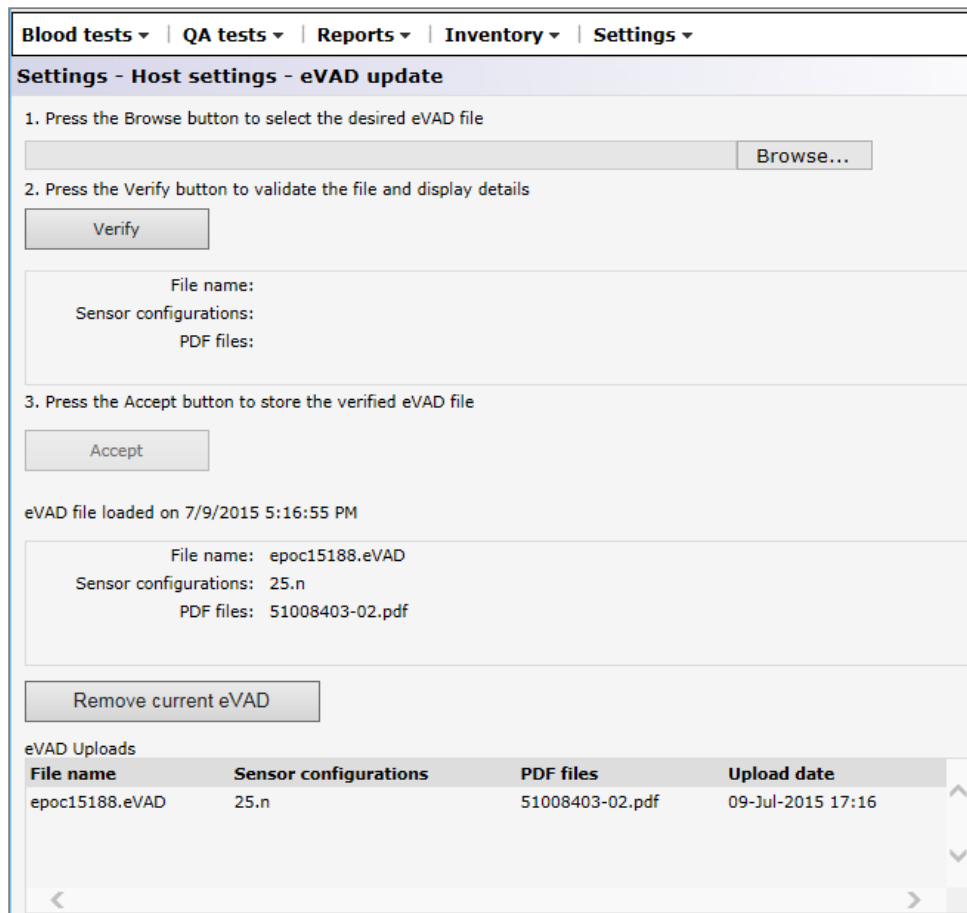 Blood tests | QA tests | Reports | Inventory | Settings
Settings - Host settings - eVAD update
1. Press the Browse button to select the desired eVAD file
Browse...
2. Press the Verify button to validate the file and display details
Verify
File name:
Sensor configurations:
PDF files:
3. Press the Accept button to store the verified eVAD file
Accept
eVAD file loaded on 7/9/2015 5:16:55 PM
File name: epoc15188.eVAD
Sensor configurations: 25.n
PDF files: 51008403-02.pdf
Remove current eVAD
eVAD Uploads
File name Sensor configurations PDF files Upload date
epoc15188.eVAD 25.n 51008403-02.pdf 09-Jul-2015 17:16